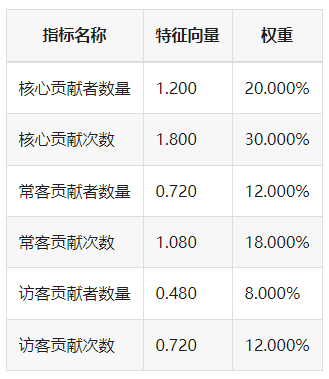 指标名称 特征向量 权重
核心贡献者数量 1.200 20.000%
核心贡献次数 1.800 30.000%
常客贡献者数量 0.720 12.000%
常客贡献次数 1.080 18.000%
访客贡献者数量 0.480 8.000%
访客贡献次数 0.720 12.000%